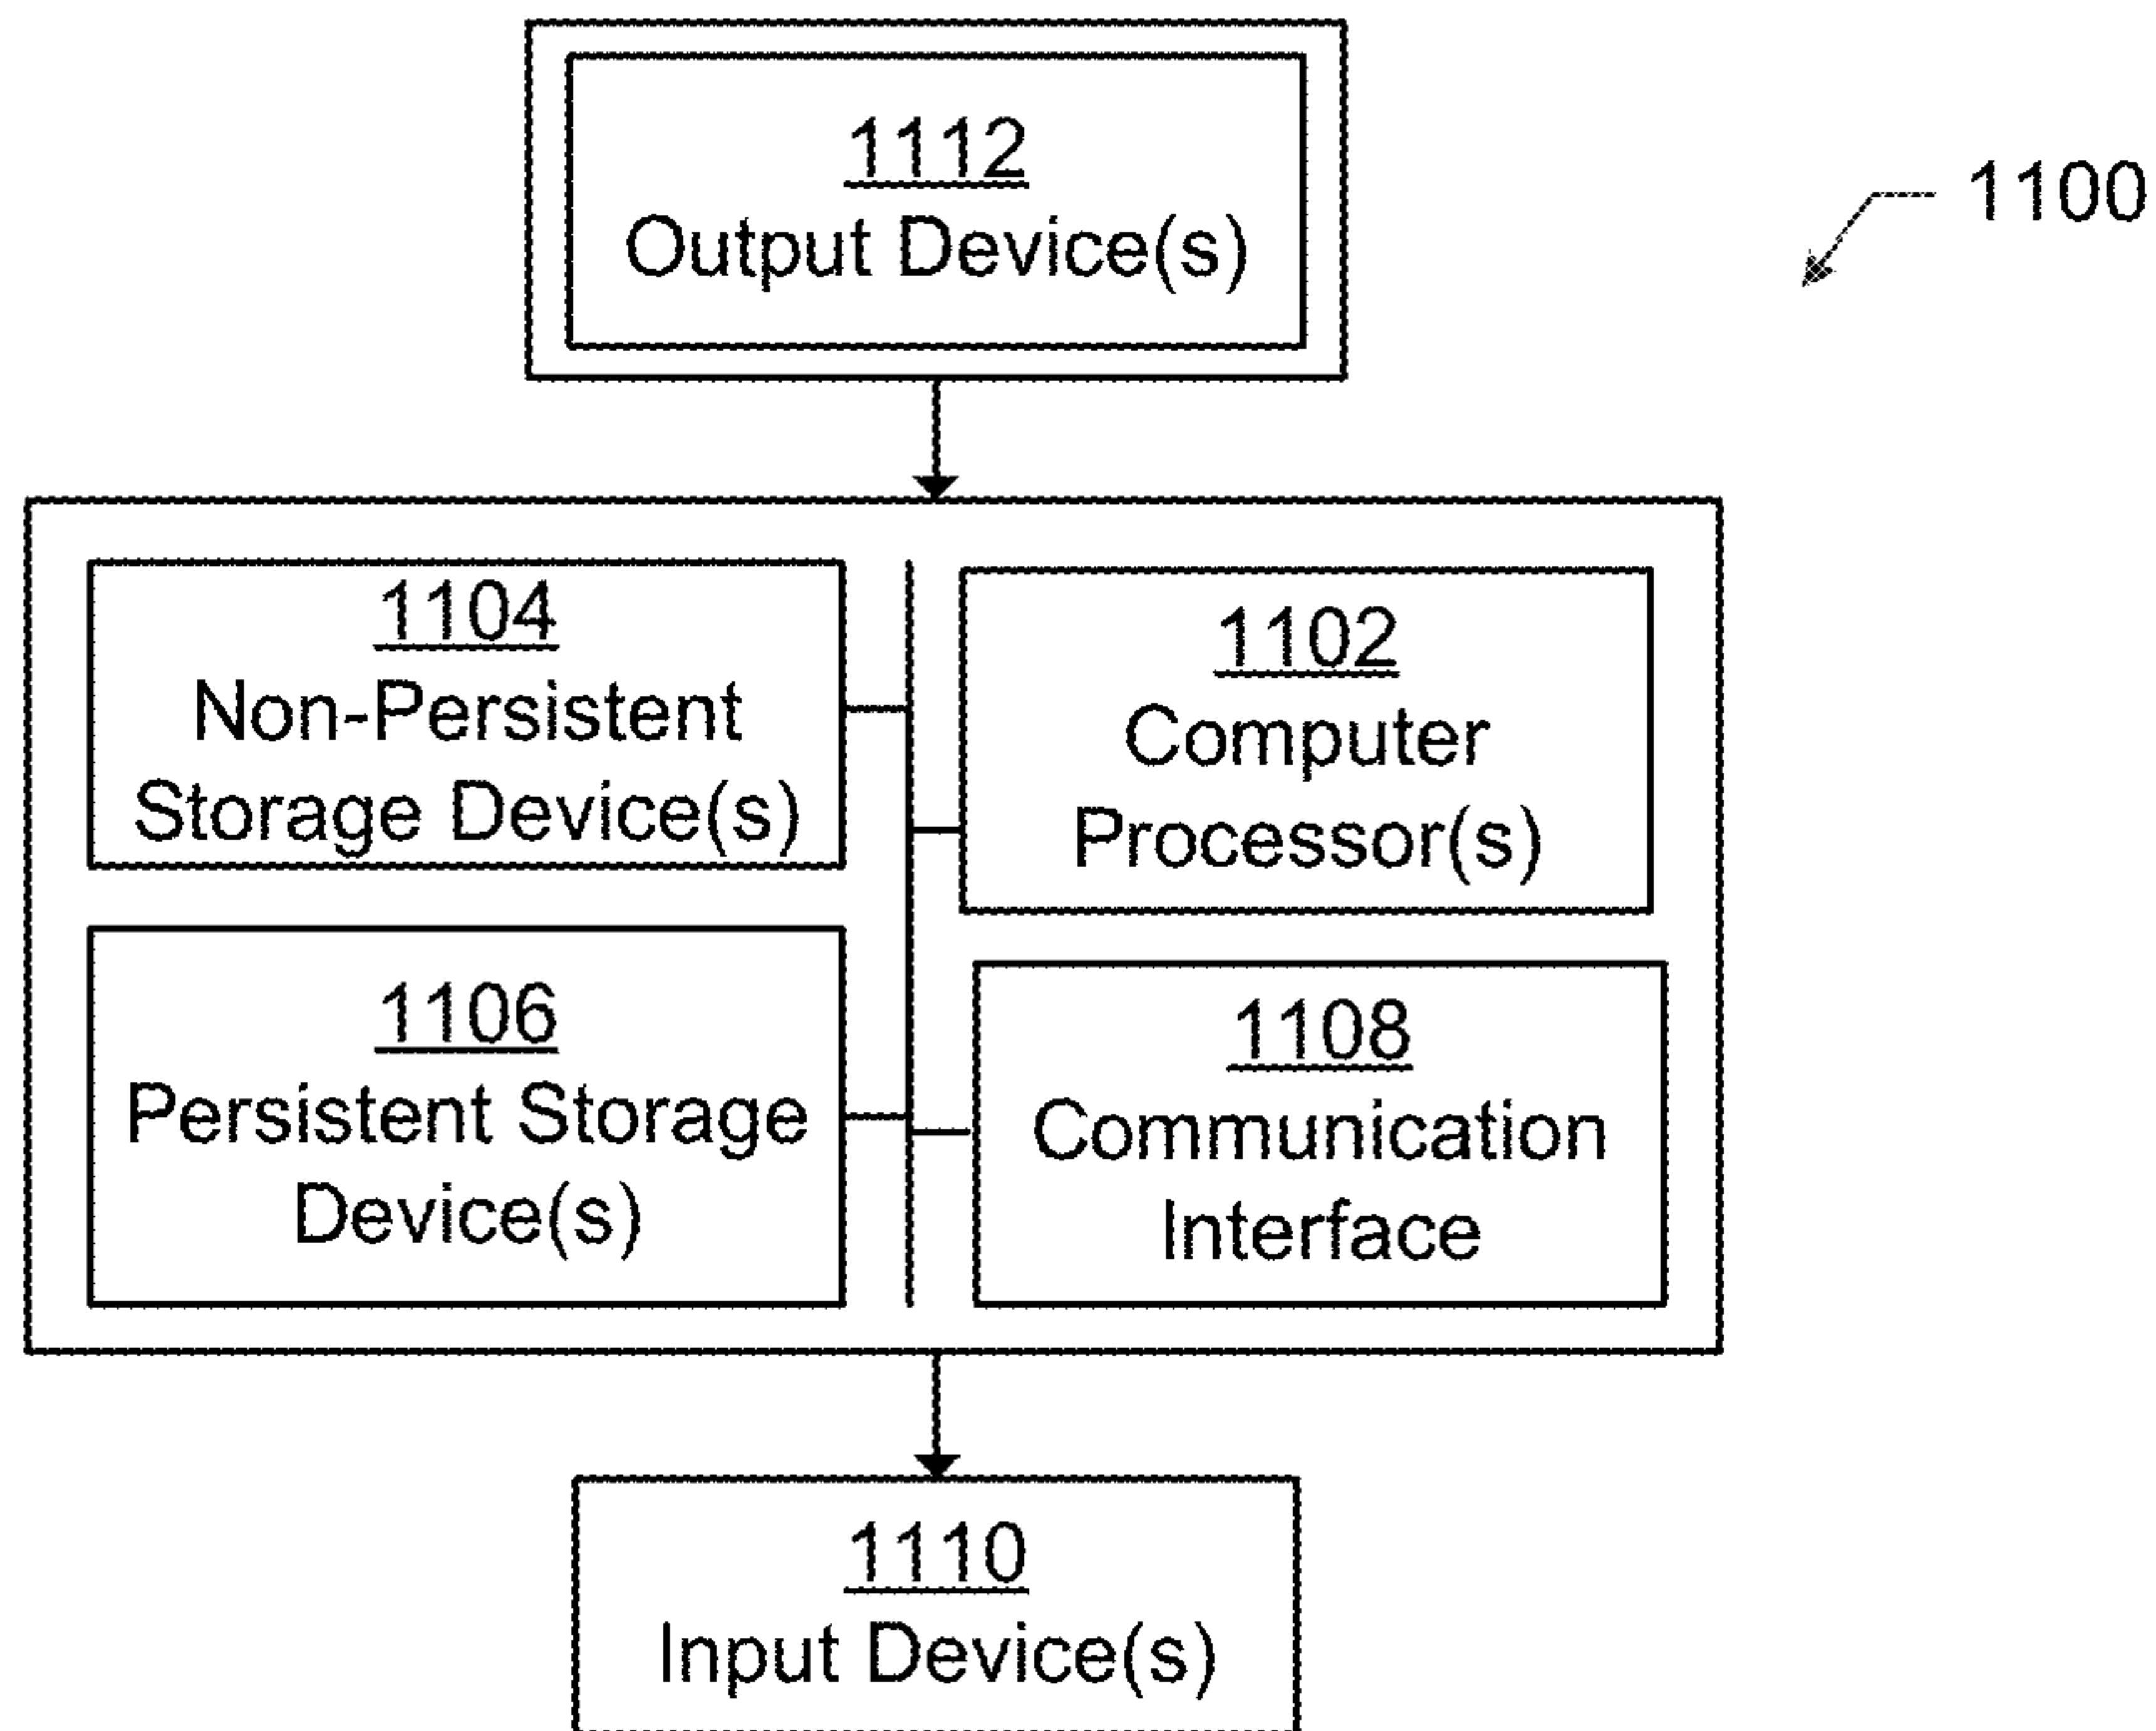 1112
Output Device(s)
1100
1104
Non-Persistent
Storage Device(s)
1102
Computer
Processor(s)
1106
Persistent Storage
Device(s)
1108
Communication
Interface
1110
Input Device(s)